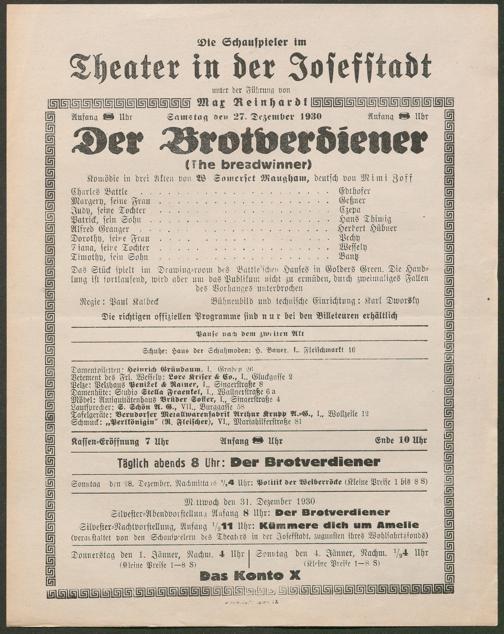 Die Schauspieler im
Theater in der Josefstadt
unter der Führung von
Max Reinhardt
Anfang 8 Uhr Samstag den 27. Dezember 1930 Anfang 8 Uhr
Der Brotverdiener
(The breadwinner)
Komödie in drei Akten von W. Somerset Maugham, deutsch von Mimi Zoff
Charles Battle . . . . . Edthofer
Margery, seine Frau . . . . . Geßner
Judy, seine Tochter . . . . . Czepa
Patrick, sein Sohn . . . . . Hans Thimig
Alfred Granger . . . . . Herbert Hübner
Dorothy, seine Frau . . . . . Pechy
Diana, seine Tochter . . . . . Wessely
Timothy, sein Sohn . . . . .
Das Stück spielt im Drawing-room des Battle'schen Hauses in Golders Green. Die Hand-
lung ist fortlaufend, wird aber um das Publikum nicht zu ermüden, durch zweimaliges Fallen
des Vorhanges unterbrochen
Regie: Paul Kalbeck Bühnenbild und technische Einrichtung: Karl Dworsky
Die richtigen offiziellen Programme sind nur bei den Billeteuren erhältlich
Pause nach dem zweiten Akt
Schuhe: Haus der Schuhmoden: H. Bauer, I., Fleischmarkt 16
Damentoiletten: Heinrich Grünbaum, I., Graben 26
Betement des Frl. Wessely: Lore Kriser & Co., I., Gluckgasse 2
Pelze: Pelzhaus Penizek & Rainer, I., Singerstraße 8
Damenhüte: Studio Stella Fraenkel, I., Wallnerstraße 6 a
Möbel: Antiquitätenhaus Brüder Soffer, I., Singerstraße 4
Lautsprecher: E. Schön A. G., VII., Burggasse 58
Tafelgeräte: Berndorfer Metallwarenfabrik Arthur Krupp A.-G., I., Wollzeile 12
Schmuck: „Perlkönigin" (R. Fleischer), VI., Mariahilferstraße 81
Kassen-Eröffnung 7 Uhr Anfang 8 Uhr Ende 10 Uhr
Täglich abends 8 Uhr: Der Brotverdiener
Sonntag den 28. Dezember, Nachmittags ½4 Uhr: Politik der Weiberröcke (Kleine Preise 1 bis 8 S)
Mittwoch den 31. Dezember 1930
Silvester-Abendvorstellung Anfang 8 Uhr: Der Brotverdiener
Silvester-Nachtvorstellung, Anfang ½11 Uhr: Kümmere dich um Amelie
(veranstaltet von den Schauspielern des Theaters in der Josefstadt, zugunsten ihres Wohlfahrtsfonds)
Donnerstag den 1. Jänner, Nachm. 4 Uhr Sonntag den 4. Jänner, Nachm. ½4 Uhr
(Kleine Preise 1—8 S) (Kleine Preise 1—8 S)
Das Konto X